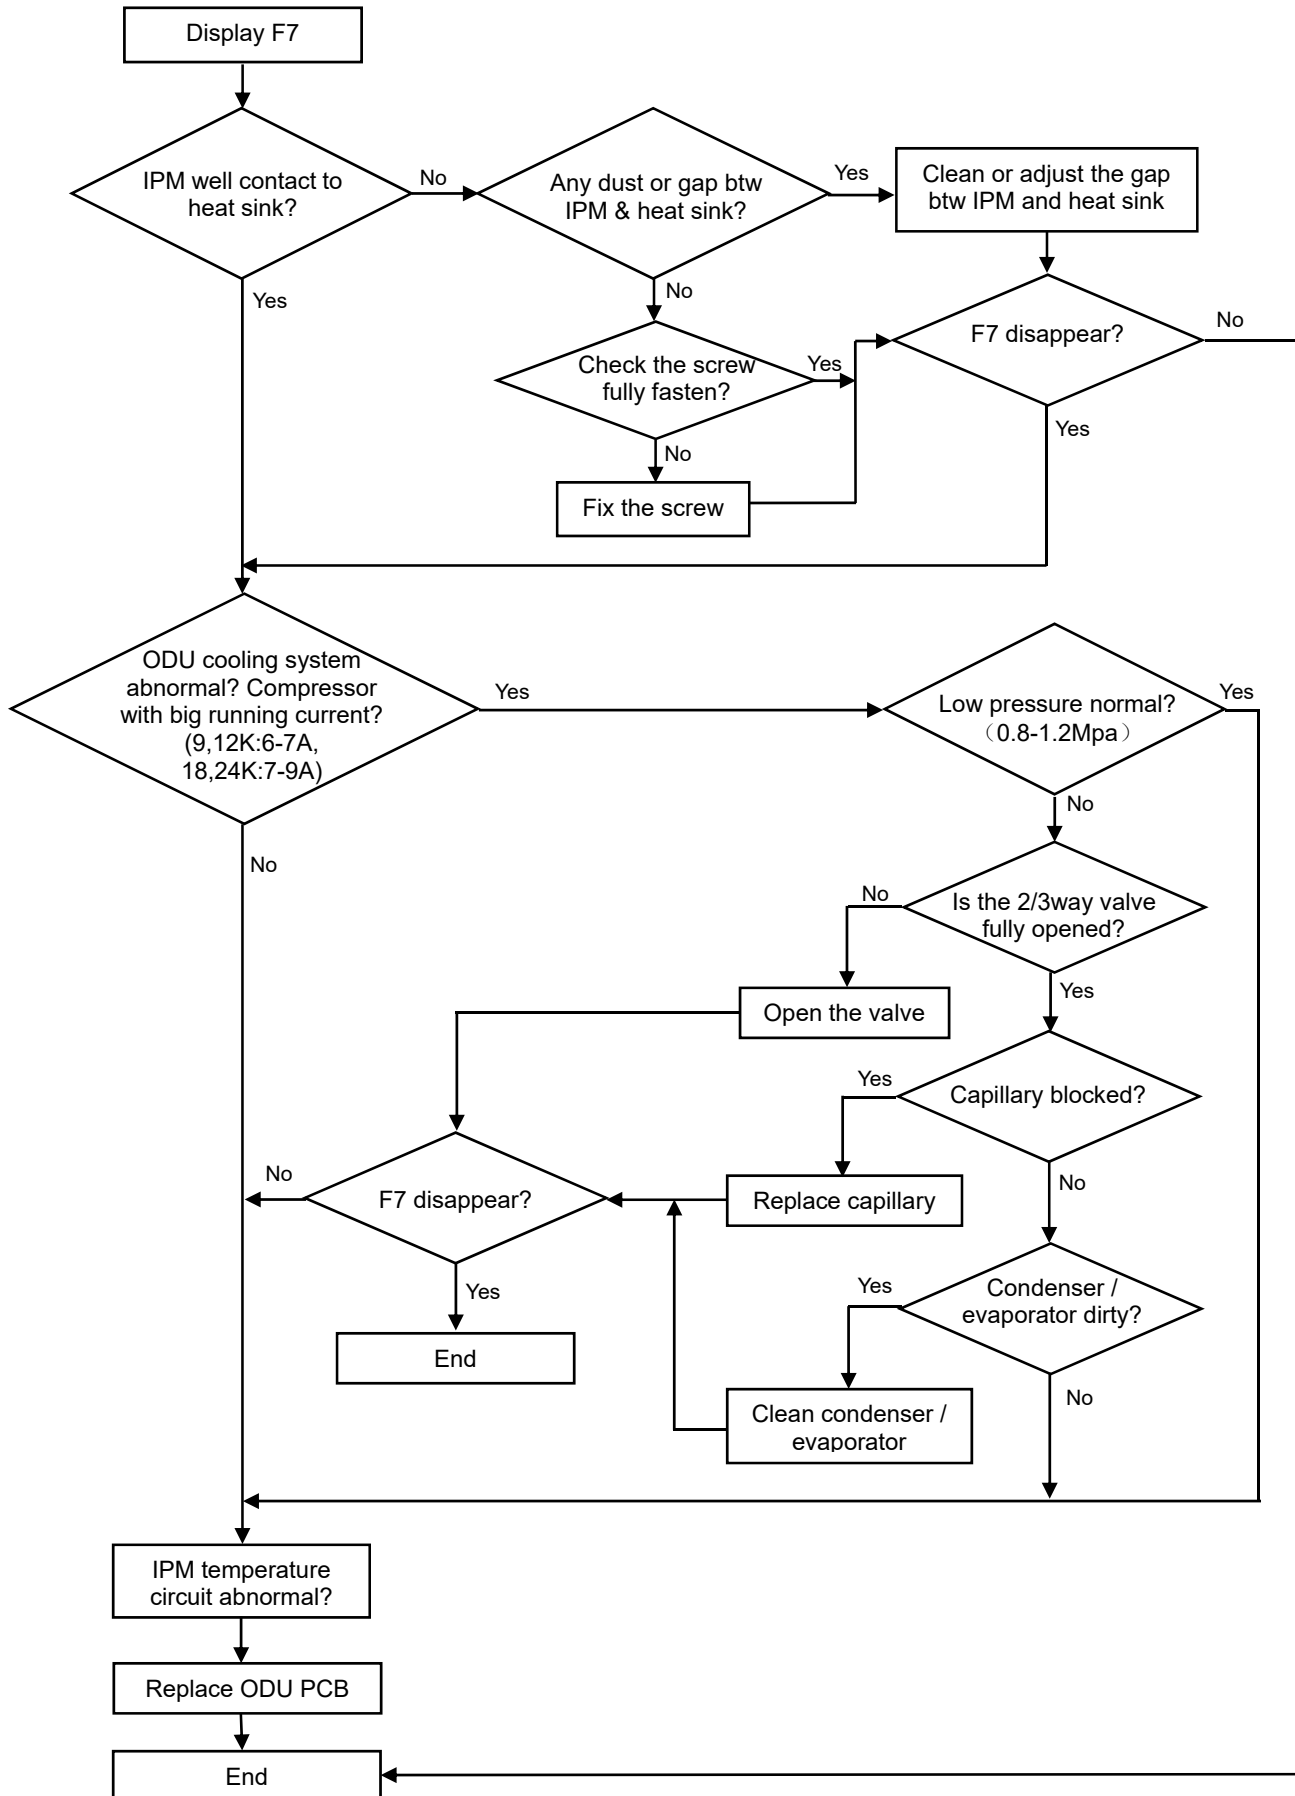 Display F7
IPM well contact to
heat sink?
No
Any dust or gap btw
IPM & heat sink?
Yes
Clean or adjust the gap
btw IPM and heat sink
Yes
No
F7 disappear?
No
Check the screw
fully fasten?
Yes
Yes
No
Fix the screw
ODU cooling system
abnormal? Compressor
with big running current?
(9,12K:6-7A,
18,24K:7-9A)
Yes
Low pressure normal?
（0.8-1.2Mpa）
Yes
No
No
Is the 2/3way valve
fully opened?
No
Yes
Open the valve
Capillary blocked?
Yes
No
Replace capillary
F7 disappear?
No
Yes
End
Condenser /
evaporator dirty?
Yes
No
Clean condenser /
evaporator
IPM temperature
circuit abnormal?
Replace ODU PCB
End